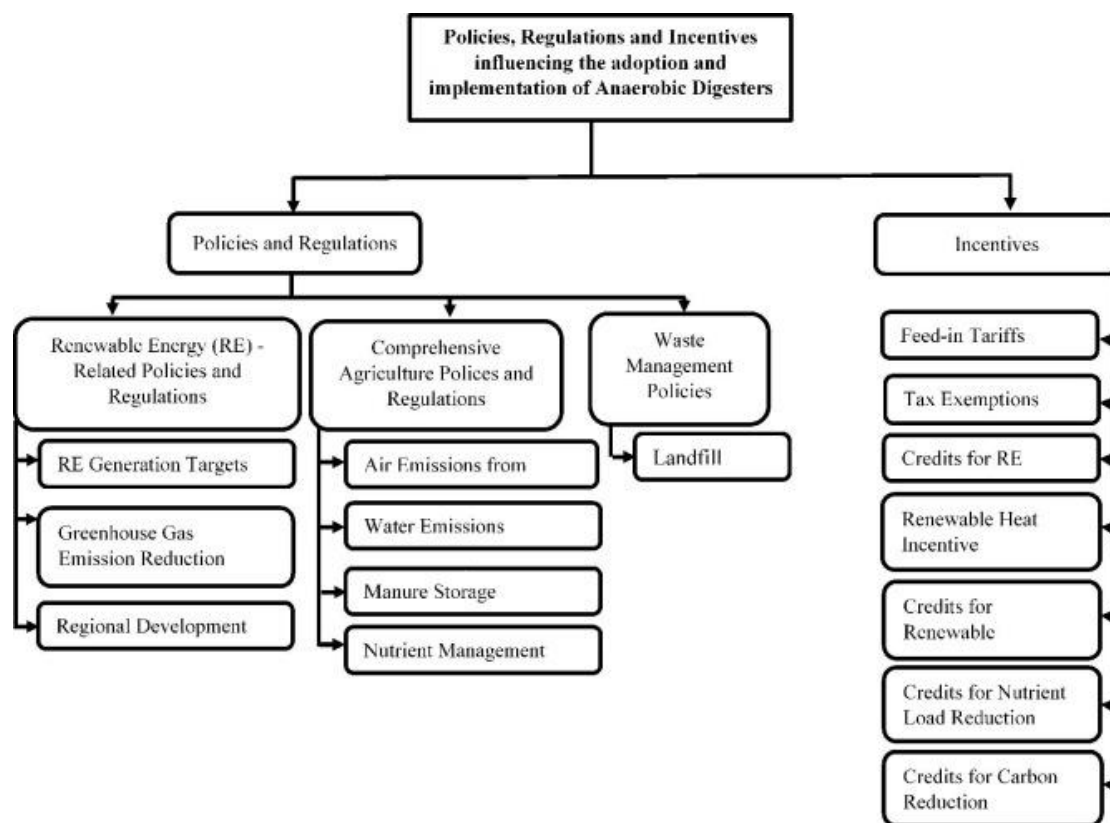 Policies, Regulations and Incentives
influencing the adoption and
implementation of Anaerobic Digesters
Policies and Regulations
Incentives
Renewable Energy (RE) -
Related Policies and
Regulations
RE Generation Targets
Greenhouse Gas
Emission Reduction
Regional Development
Comprehensive
Agriculture Polices and
Regulations
Air Emissions from
Water Emissions
Manure Storage
Nutrient Management
Waste
Management
Policies
Landfill
Feed-in Tariffs
Tax Exemptions
Credits for RE
Renewable Heat
Incentive
Credits for
Renewable
Credits for Nutrient
Load Reduction
Credits for Carbon
Reduction